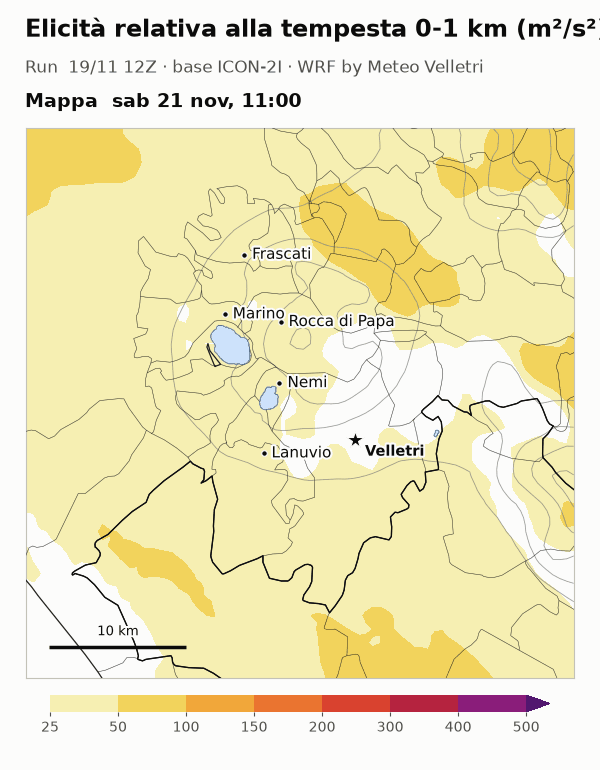 Elicità relativa alla tempesta 0-1 km (m²/s²)
Run  19/11 12Z · base ICON-2I · WRF by Meteo Velletri
Mappa  sab 21 nov, 11:00
Frascati
Marino
Rocca di Papa
Nemi
Velletri
Lanuvio
10 km
25 50 100 150 200 300 400 500